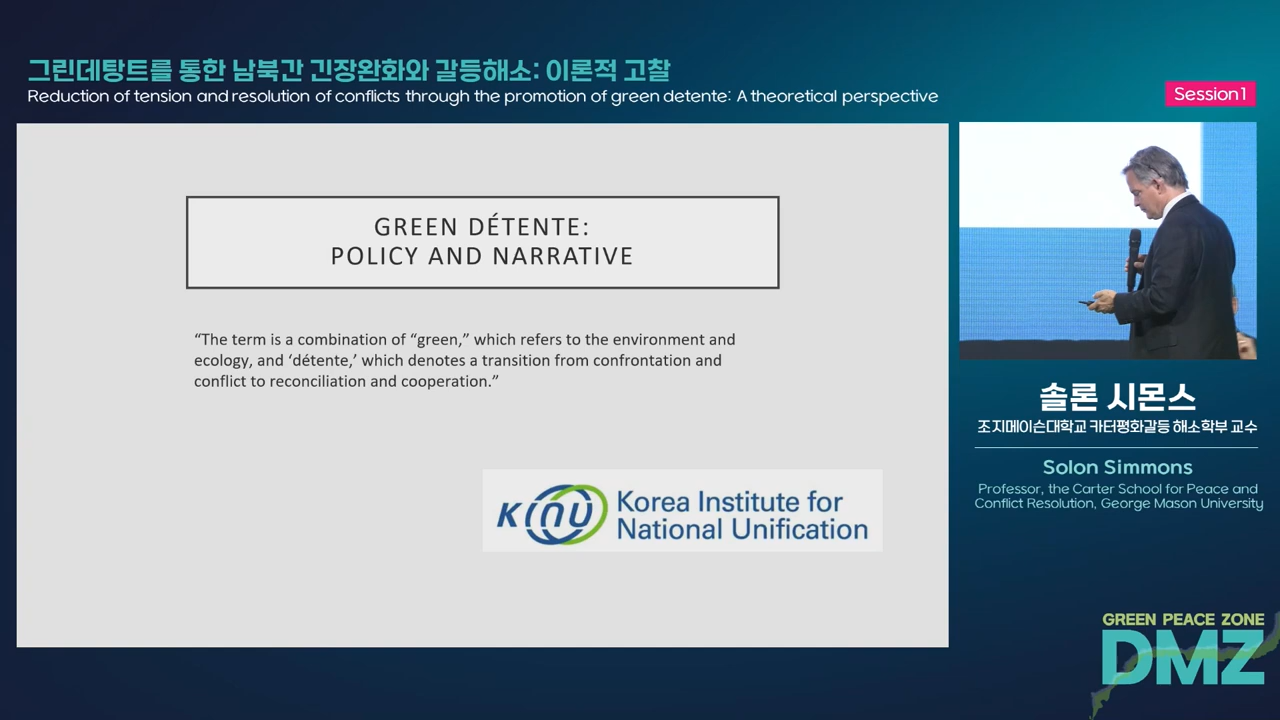 그린데탕트를 통한 남북간 긴장완화와 갈등해소: 이론적 고찰
Reduction of tension and resolution of conflicts through the promotion of green detente: A theoretical perspective
Session1
GREEN DÉTENTE:
POLICY AND NARRATIVE
“The term is a combination of “green,” which refers to the environment and
ecology, and ‘détente,’ which denotes a transition from confrontation and
conflict to reconciliation and cooperation.”
KINU
Korea Institute for
National Unification
솔론 시몬스
조지메이슨대학교 카터평화갈등 해소학부 교수
Solon Simmons
Professor, the Carter School for Peace and
Conflict Resolution, George Mason University
GREEN PEACE ZONE
DMZ